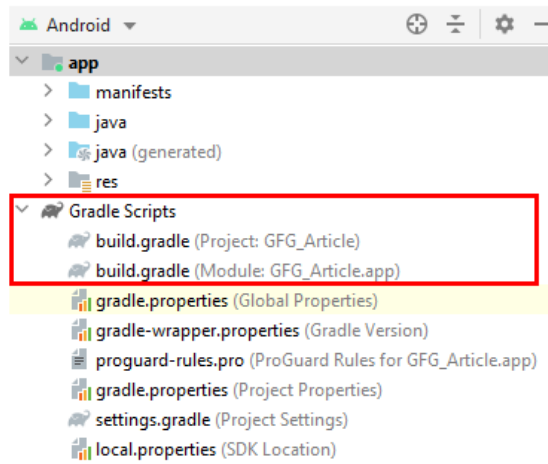 Android
app
manifests
java
java (generated)
res
Gradle Scripts
build.gradle (Project: GFG_Article)
build.gradle (Module: GFG_Article.app)
gradle.properties (Global Properties)
gradle-wrapper.properties (Gradle Version)
proguard-rules.pro (ProGuard Rules for GFG_Article.app)
gradle.properties (Project Properties)
settings.gradle (Project Settings)
local.properties (SDK Location)